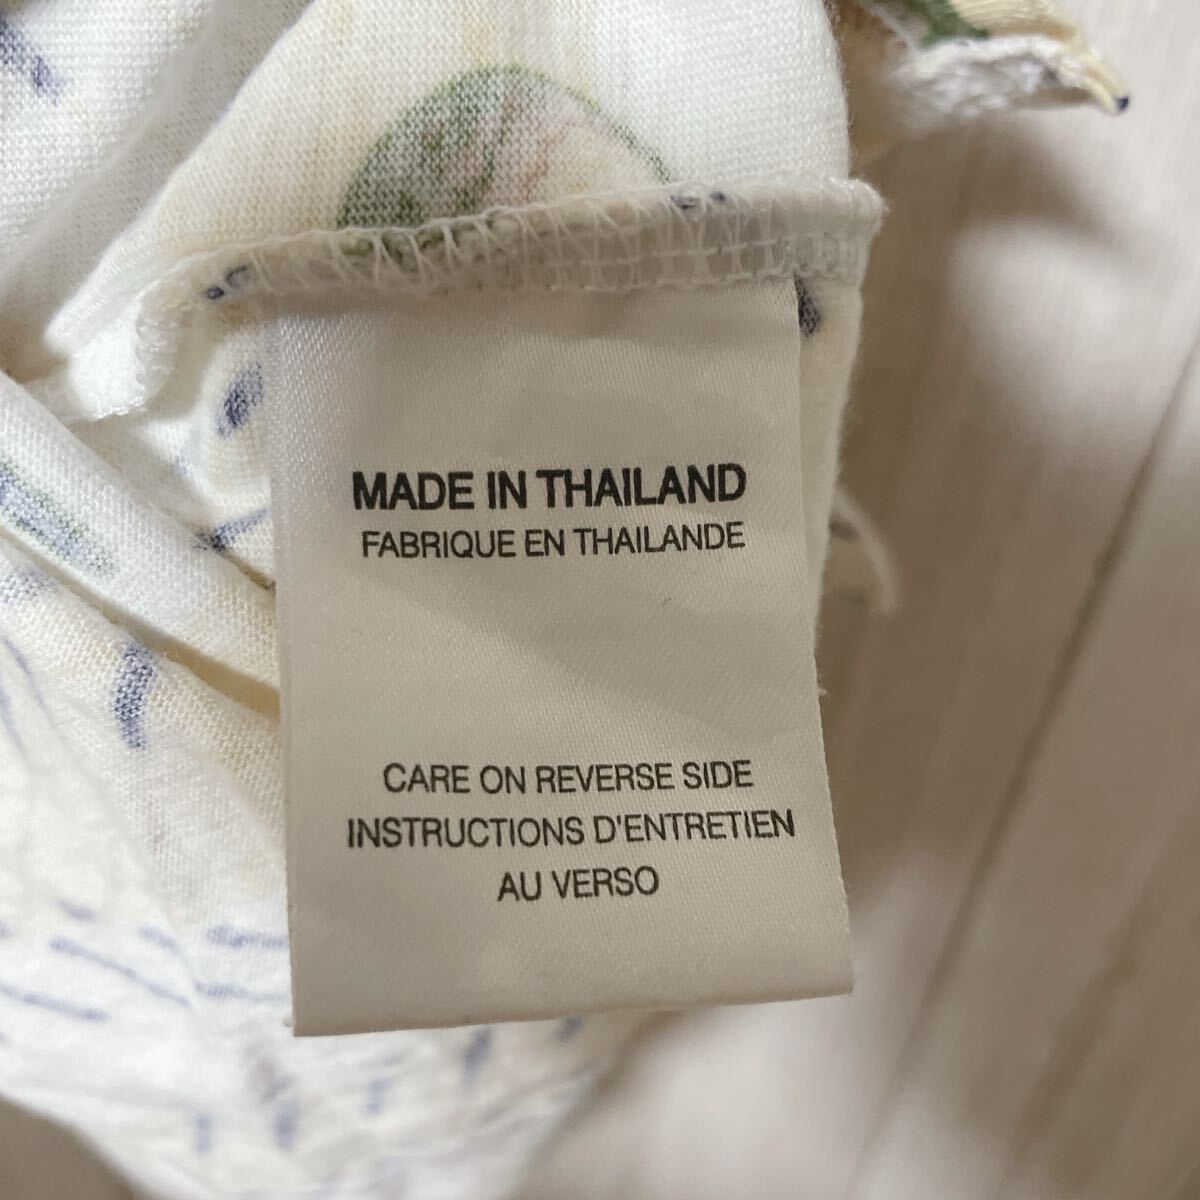 MADE IN THAILAND
FABRIQUE EN THAILANDE
CARE ON REVERSE SIDE
INSTRUCTIONS D'ENTRETIEN
AU VERSO